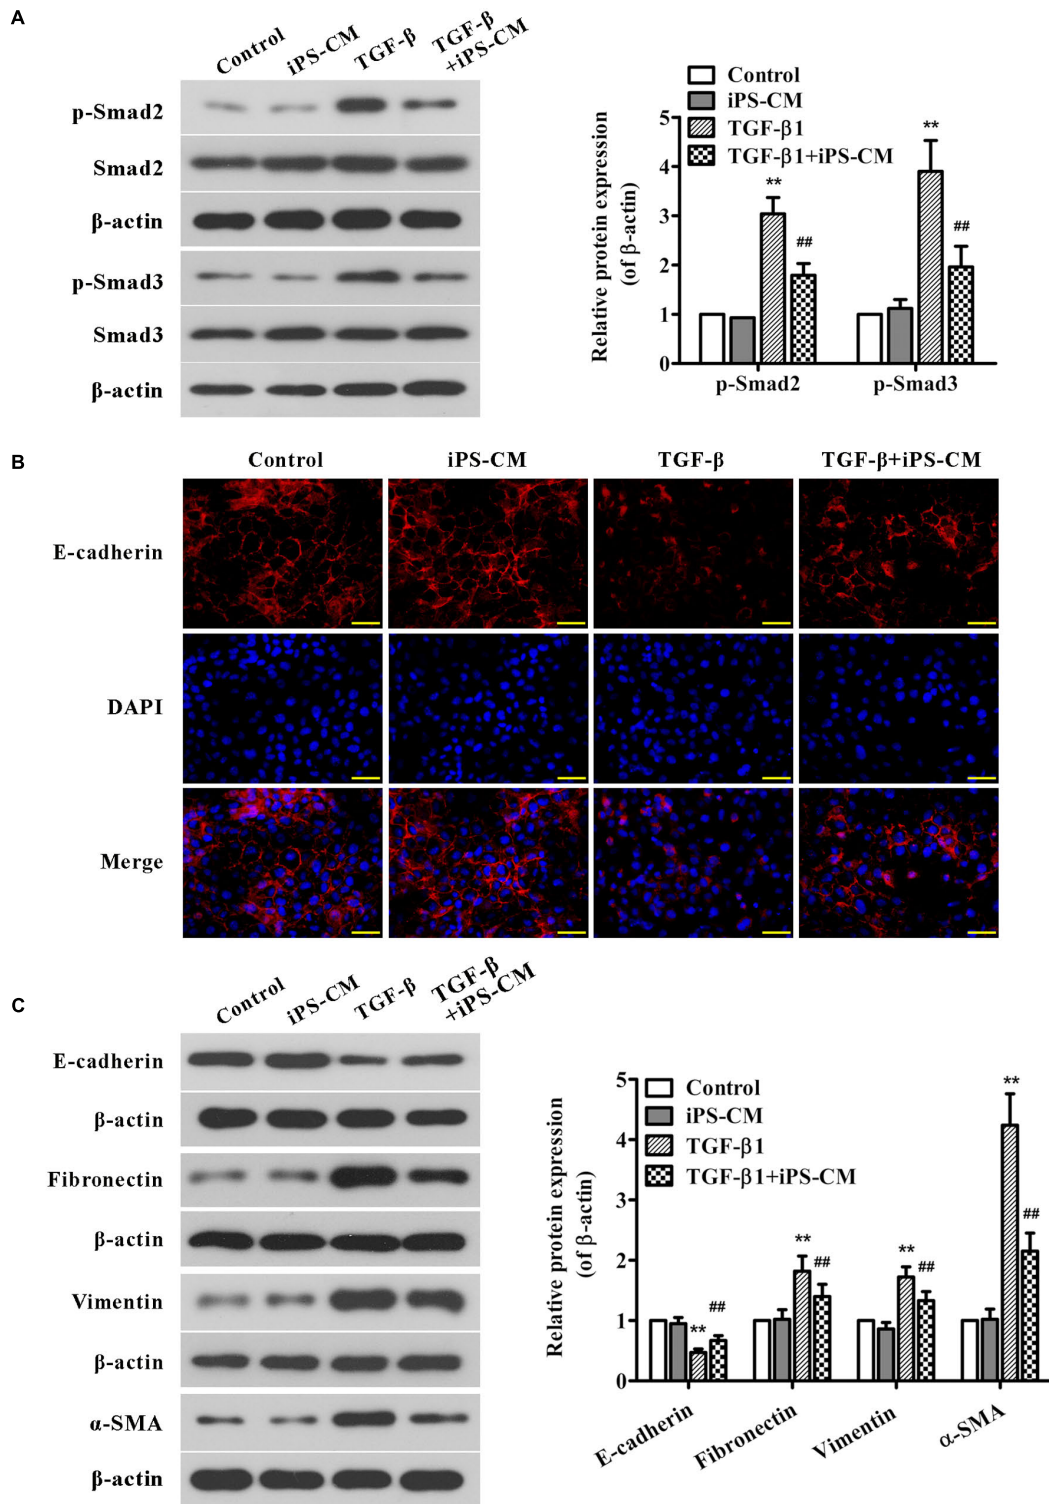 A
Control
iPS-CM
TGF-β
TGF-β
+iPS-CM
p-Smad2
Smad2
β-actin
p-Smad3
Smad3
β-actin
Control
iPS-CM
TGF-β1
TGF-β1+iPS-CM
Relative protein expression
(of β-actin)
5
4
3
2
1
0
**
##
**
##
p-Smad2
p-Smad3
B
Control
iPS-CM
TGF-β
TGF-β+iPS-CM
E-cadherin
DAPI
Merge
C
Control
iPS-CM
TGF-β
TGF-β
+iPS-CM
E-cadherin
β-actin
Fibronectin
β-actin
Vimentin
β-actin
α-SMA
β-actin
Control
iPS-CM
TGF-β1
TGF-β1+iPS-CM
Relative protein expression
(of β-actin)
5
4
3
2
1
0
**
##
**
##
**
##
**
##
E-cadherin
Fibronectin
Vimentin
α-SMA